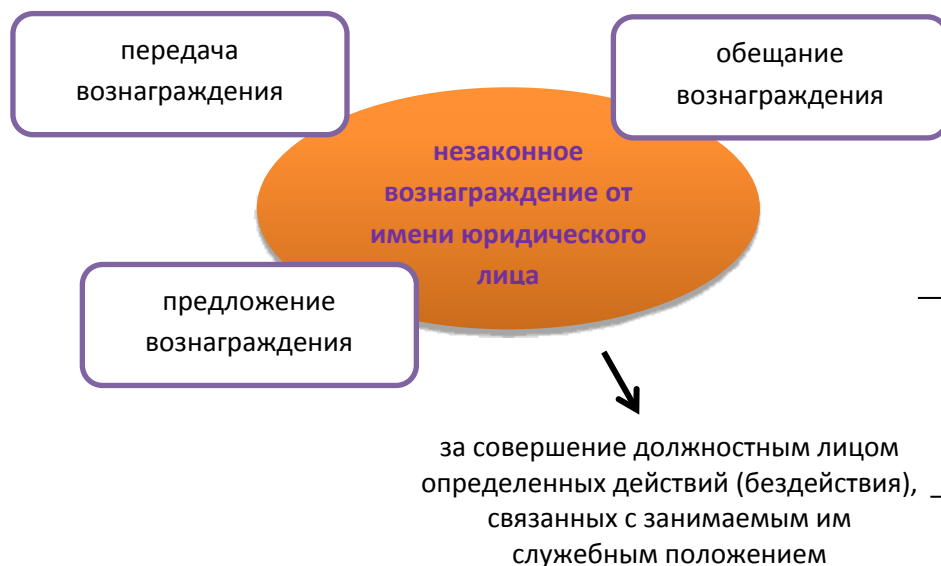 передача
вознаграждения
обещание
вознаграждения
незаконное
вознаграждение от
имени юридического
лица
предложение
вознаграждения
за совершение должностным лицом
определенных действий (бездействия),
связанных с занимаемым им
служебным положением